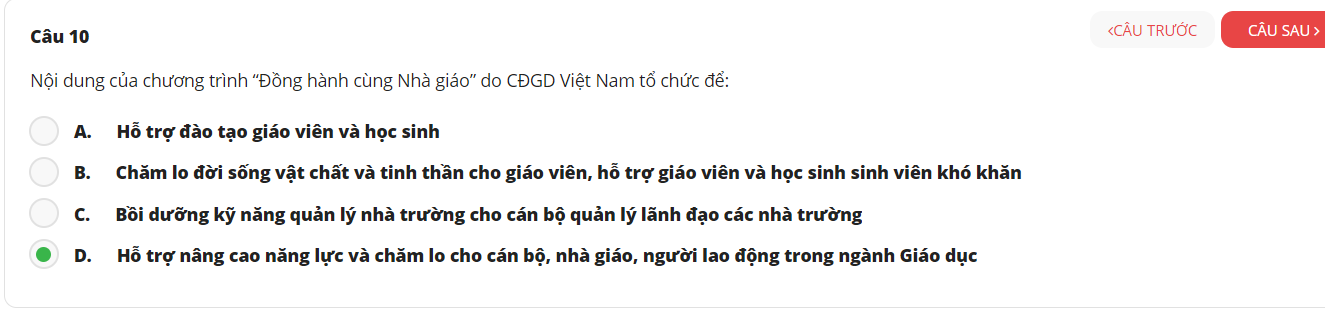 Câu 10
‹CÂU TRƯỚC
CÂU SAU ›
Nội dung của chương trình “Đồng hành cùng Nhà giáo” do CĐGD Việt Nam tổ chức để:
A. Hỗ trợ đào tạo giáo viên và học sinh
B. Chăm lo đời sống vật chất và tinh thần cho giáo viên, hỗ trợ giáo viên và học sinh sinh viên khó khăn
C. Bồi dưỡng kỹ năng quản lý nhà trường cho cán bộ quản lý lãnh đạo các nhà trường
D. Hỗ trợ nâng cao năng lực và chăm lo cho cán bộ, nhà giáo, người lao động trong ngành Giáo dục